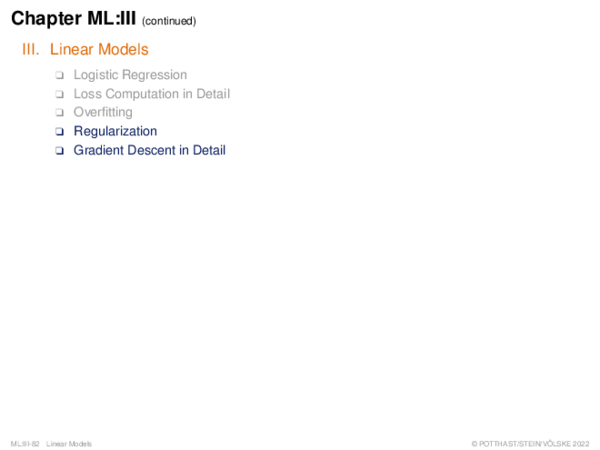 Chapter ML:III (continued)
III. Linear Models
❏ Logistic Regression
❏ Loss Computation in Detail
❏ Overfitting
❏ Regularization
❏ Gradient Descent in Detail
ML:III-82 Linear Models © POTTHAST/STEIN/VÖLSKE 2022